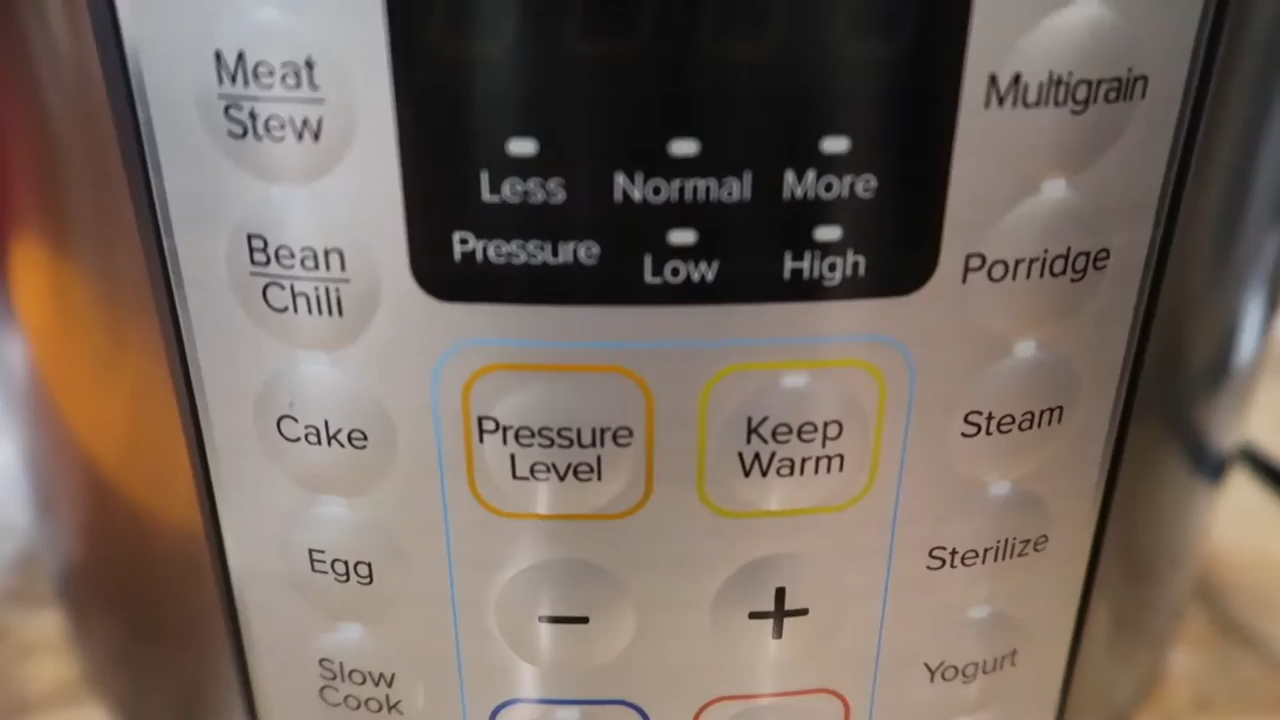 Meat
Stew
Bean
Chili
Cake
Egg
Slow
Cook
Less Normal More
Pressure Low High
Pressure
Level
Keep
Warm
− +
Multigrain
Porridge
Steam
Sterilize
Yogurt